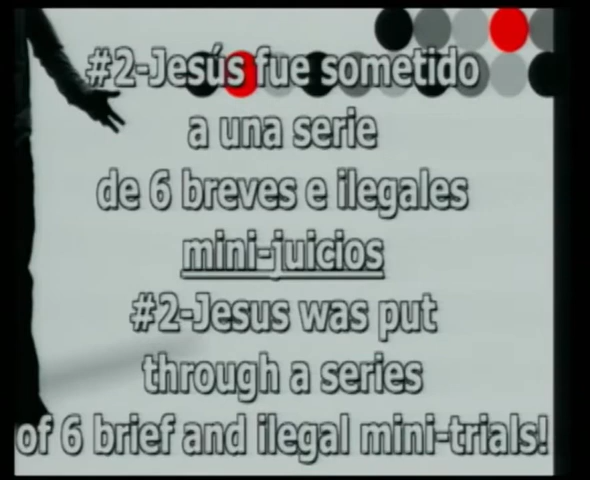 #2-Jesús fue sometido
a una serie
de 6 breves e ilegales
mini-juicios
#2-Jesus was put
through a series
of 6 brief and ilegal mini-trials!